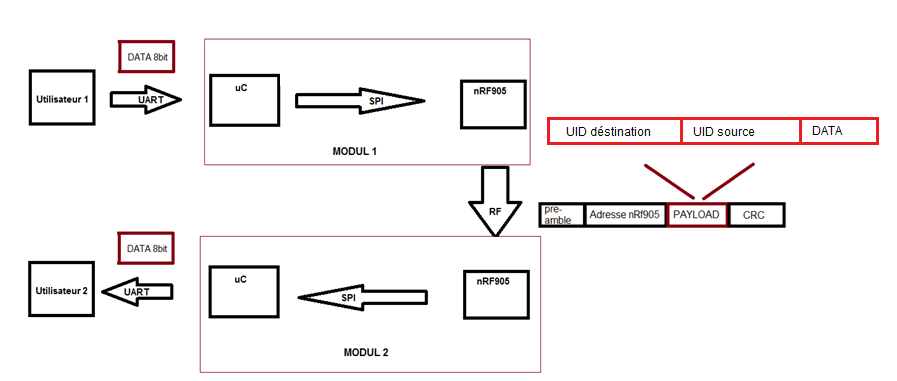 DATA 8bit
Utilisateur 1
UART
uC
SPI
nRF905
MODUL 1
UID déstination
UID source
DATA
RF
pre-
amble
Adresse nRf905
PAYLOAD
CRC
DATA 8bit
Utilisateur 2
UART
uC
SPI
nRF905
MODUL 2